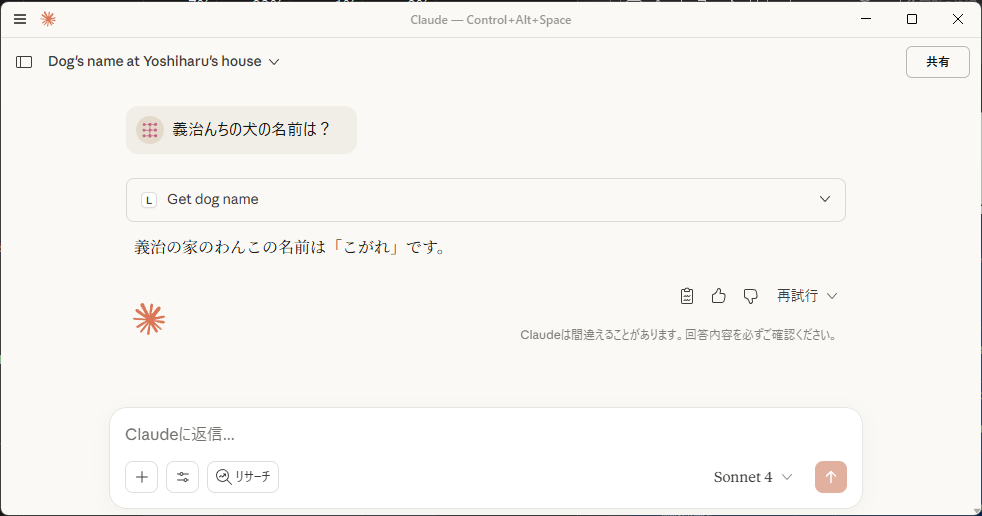 Claude — Control+Alt+Space
Dog's name at Yoshiharu's house
共有
義治んちの犬の名前は？
L Get dog name
義治の家のわんこの名前は「こがれ」です。
再試行
Claudeは間違えることがあります。回答内容を必ずご確認ください。
Claudeに返信...
リサーチ
Sonnet 4